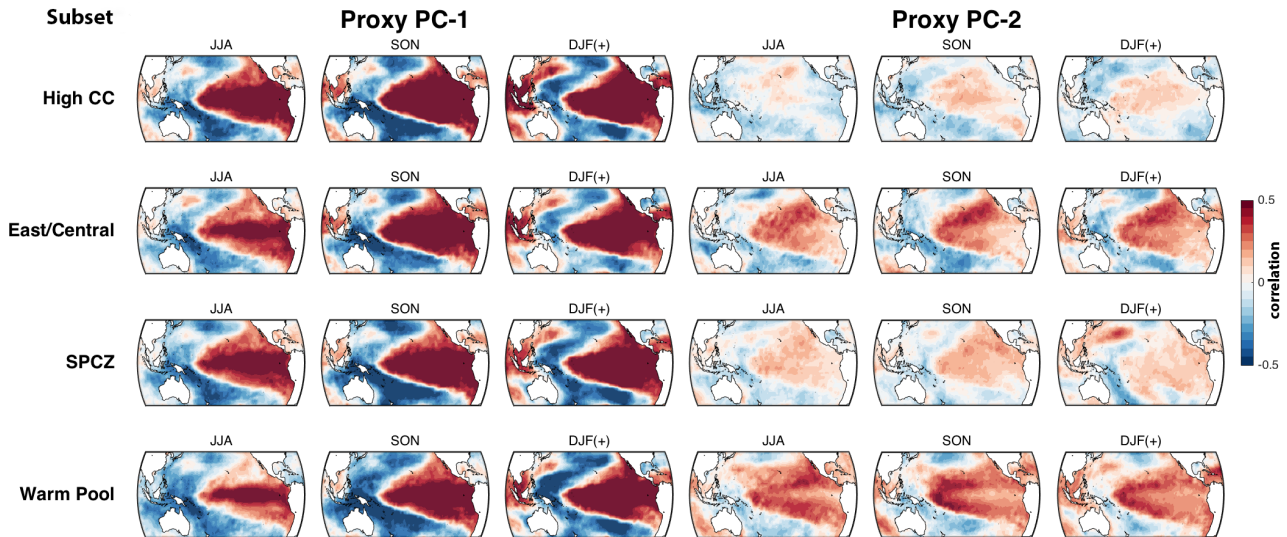 Subset Proxy PC-1 Proxy PC-2
JJA SON DJF(+) JJA SON DJF(+)
High CC
JJA SON DJF(+) JJA SON DJF(+)
East/Central
0.5
0
-0.5
correlation
JJA SON DJF(+) JJA SON DJF(+)
SPCZ
JJA SON DJF(+) JJA SON DJF(+)
Warm Pool